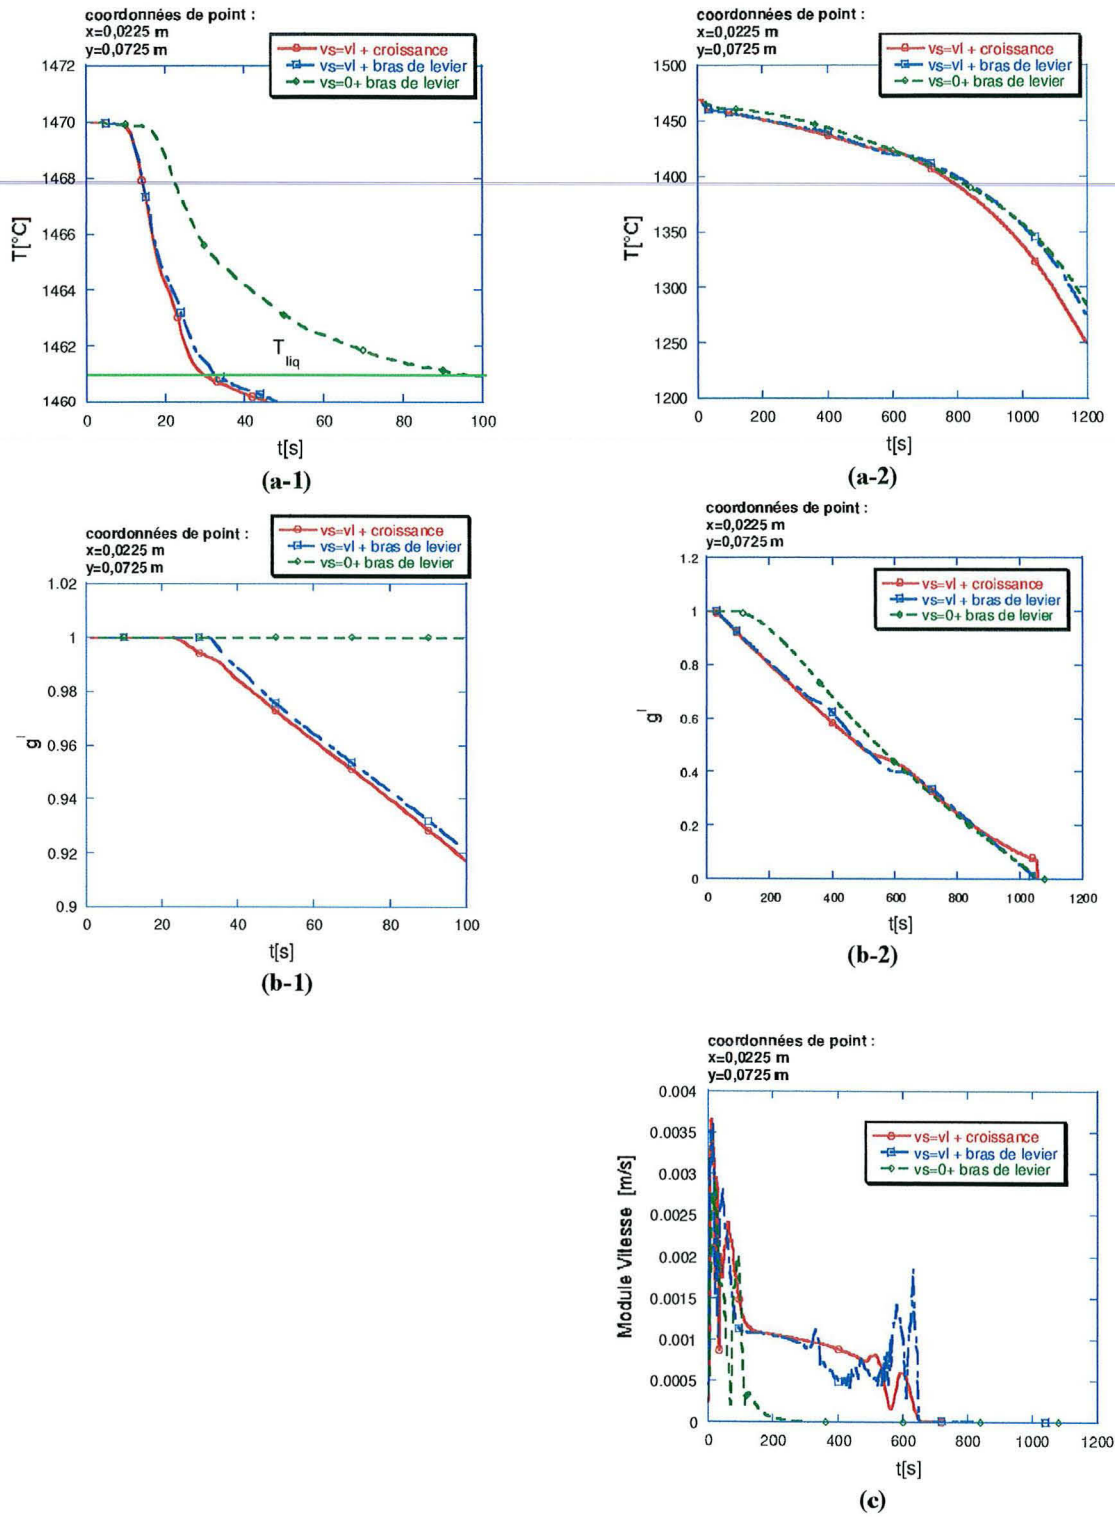 coordonnées de point :
x=0,0225 m
y=0,0725 m
vs=vl + croissance
vs=vl + bras de levier
vs=0+ bras de levier
1472
1470
1468
1466
1464
1462
1460
T[°C]
T liq
0 20 40 60 80 100
t[s]
(a-1)
coordonnées de point :
x=0,0225 m
y=0,0725 m
vs=vl + croissance
vs=vl + bras de levier
vs=0+ bras de levier
1500
1450
1400
1350
1300
1250
1200
T[°C]
0 200 400 600 800 1000 1200
t[s]
(a-2)
coordonnées de point :
x=0,0225 m
y=0,0725 m
vs=vl + croissance
vs=vl + bras de levier
vs=0+ bras de levier
1.02
1
0.98
0.96
0.94
0.92
0.9
g l
0 20 40 60 80 100
t[s]
(b-1)
coordonnées de point :
x=0,0225 m
y=0,0725 m
vs=vl + croissance
vs=vl + bras de levier
vs=0+ bras de levier
1.2
1
0.8
0.6
0.4
0.2
0
g l
0 200 400 600 800 1000 1200
t[s]
(b-2)
coordonnées de point :
x=0,0225 m
y=0,0725 m
vs=vl + croissance
vs=vl + bras de levier
vs=0+ bras de levier
0.004
0.0035
0.003
0.0025
0.002
0.0015
0.001
0.0005
0
Module Vitesse [m/s]
0 200 400 600 800 1000 1200
t[s]
(c)